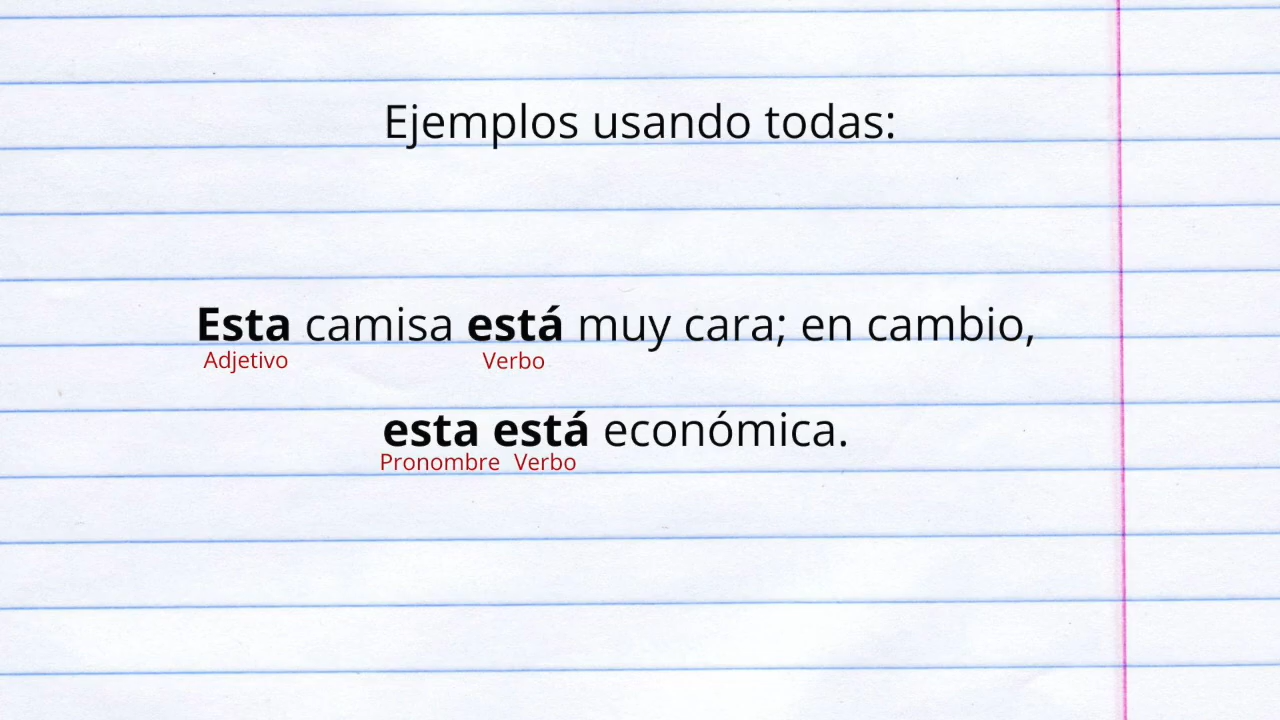 Ejemplos usando todas:
Esta camisa está muy cara; en cambio,
Adjetivo Verbo
esta está económica.
Pronombre Verbo